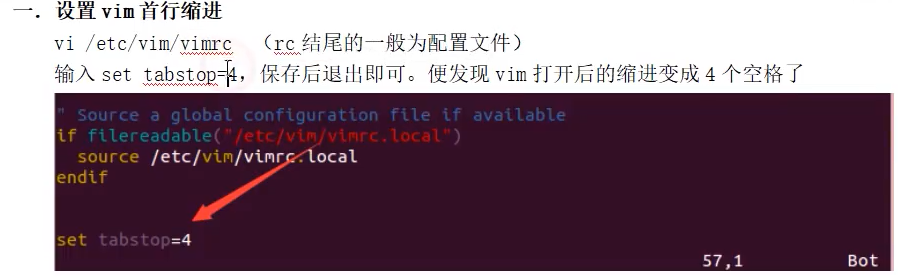 一. 设置 vim 首行缩进
vi /etc/vim/vimrc （rc 结尾的一般为配置文件）
输入 set tabstop=4，保存后退出即可。便发现 vim 打开后的缩进变成 4 个空格了
" Source a global configuration file if available
if filereadable("/etc/vim/vimrc.local")
  source /etc/vim/vimrc.local
endif
set tabstop=4
57,1 Bot